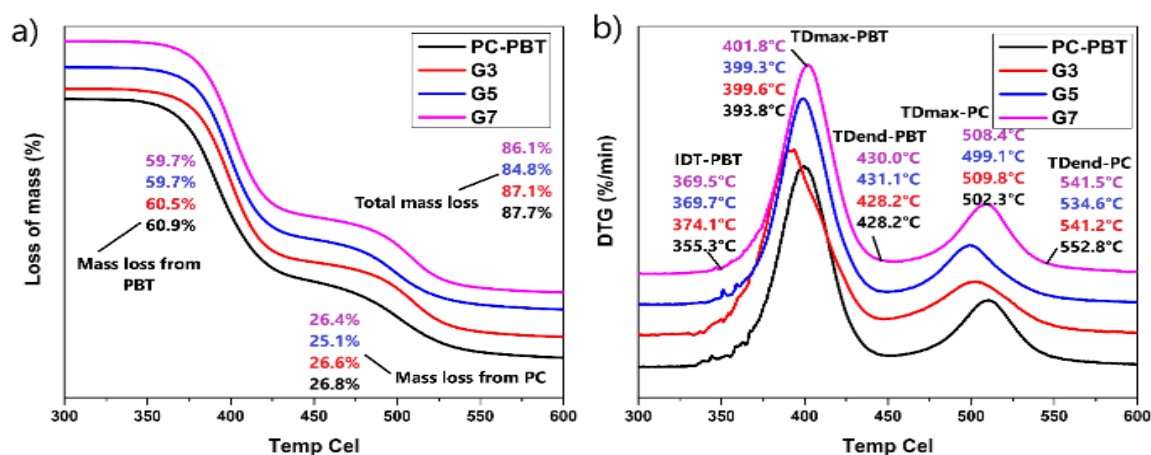 a)
Loss of mass (%)
PC-PBT
G3
G5
G7
59.7%
59.7%
60.5%
60.9%
Mass loss from
PBT
86.1%
84.8%
87.1%
87.7%
Total mass loss
26.4%
25.1%
26.6%
26.8%
Mass loss from PC
300 350 400 450 500 550 600
Temp Cel
b)
DTG (%/min)
PC-PBT
G3
G5
G7
TDmax-PBT
401.8°C
399.3°C
399.6°C
393.8°C
IDT-PBT
369.5°C
369.7°C
374.1°C
355.3°C
TDend-PBT
430.0°C
431.1°C
428.2°C
428.2°C
TDmax-PC
508.4°C
499.1°C
509.8°C
502.3°C
TDend-PC
541.5°C
534.6°C
541.2°C
552.8°C
300 350 400 450 500 550 600
Temp Cel